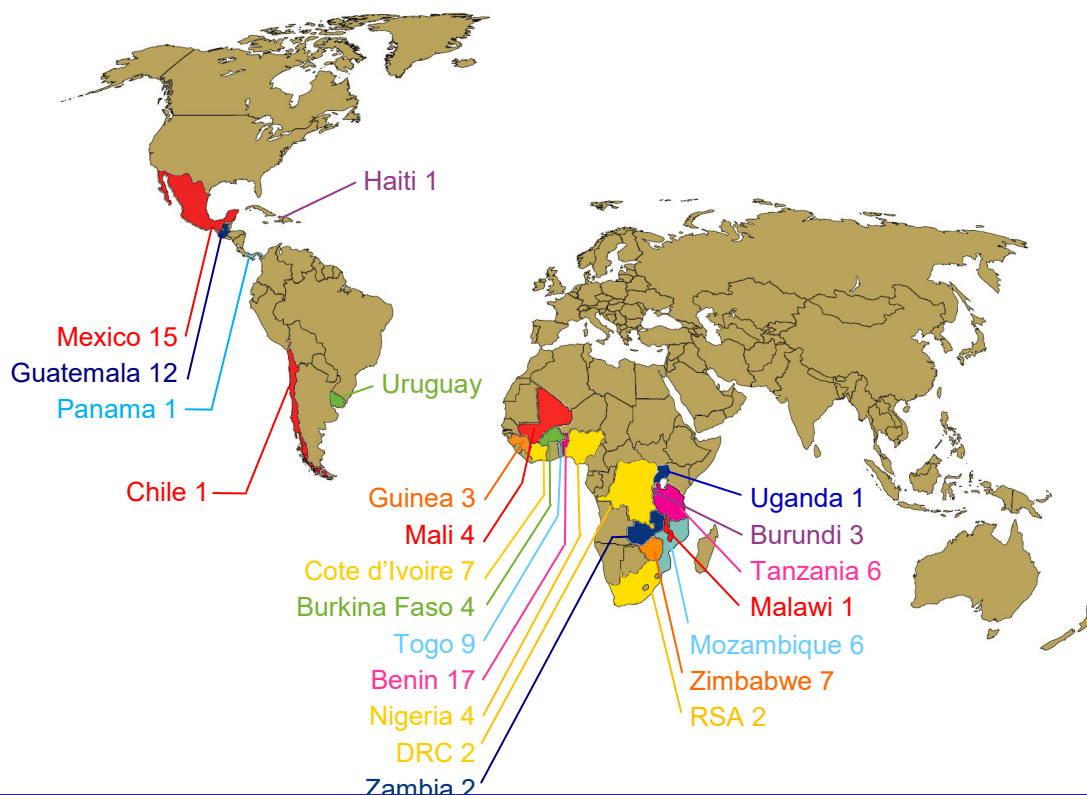 Haiti 1
Mexico 15
Guatemala 12
Panama 1
Uruguay
Chile 1
Guinea 3
Mali 4
Cote d'Ivoire 7
Burkina Faso 4
Togo 9
Benin 17
Nigeria 4
DRC 2
Zambia 2
Uganda 1
Burundi 3
Tanzania 6
Malawi 1
Mozambique 6
Zimbabwe 7
RSA 2